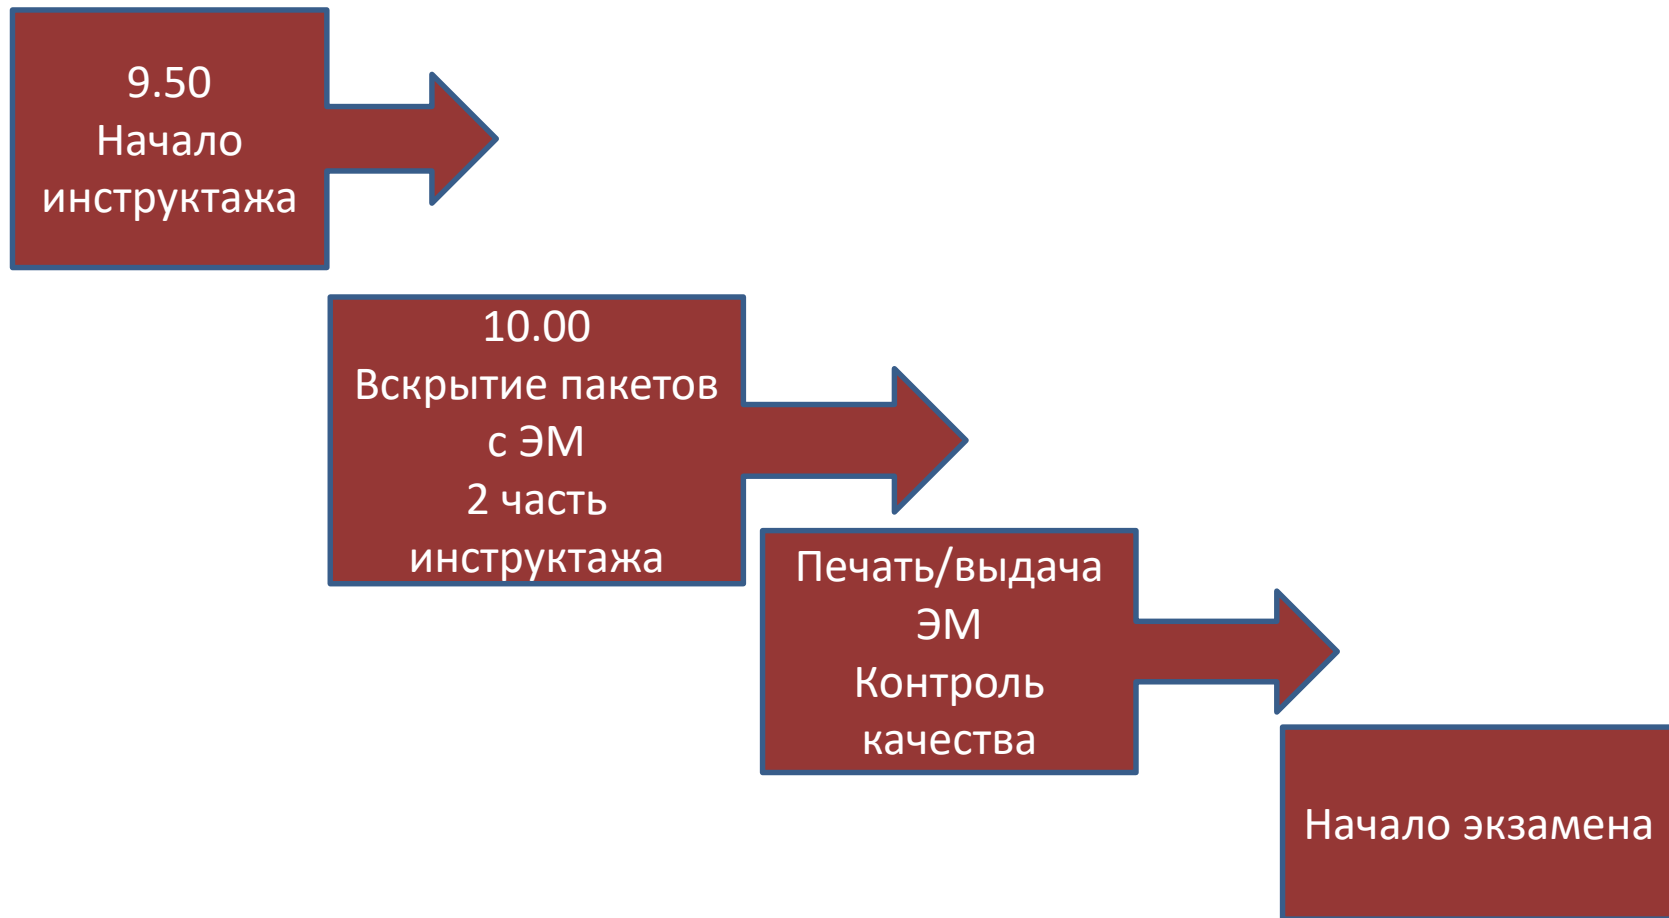 9.50
Начало
инструктажа
10.00
Вскрытие пакетов
с ЭМ
2 часть
инструктажа
Печать/выдача
ЭМ
Контроль
качества
Начало экзамена